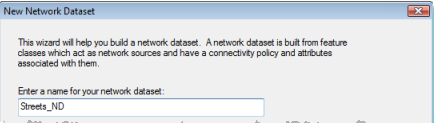 New Network Dataset
This wizard will help you build a network dataset. A network dataset is built from feature
classes which act as network sources and have a connectivity policy and attributes
associated with them.
Enter a name for your network dataset:
Streets_ND